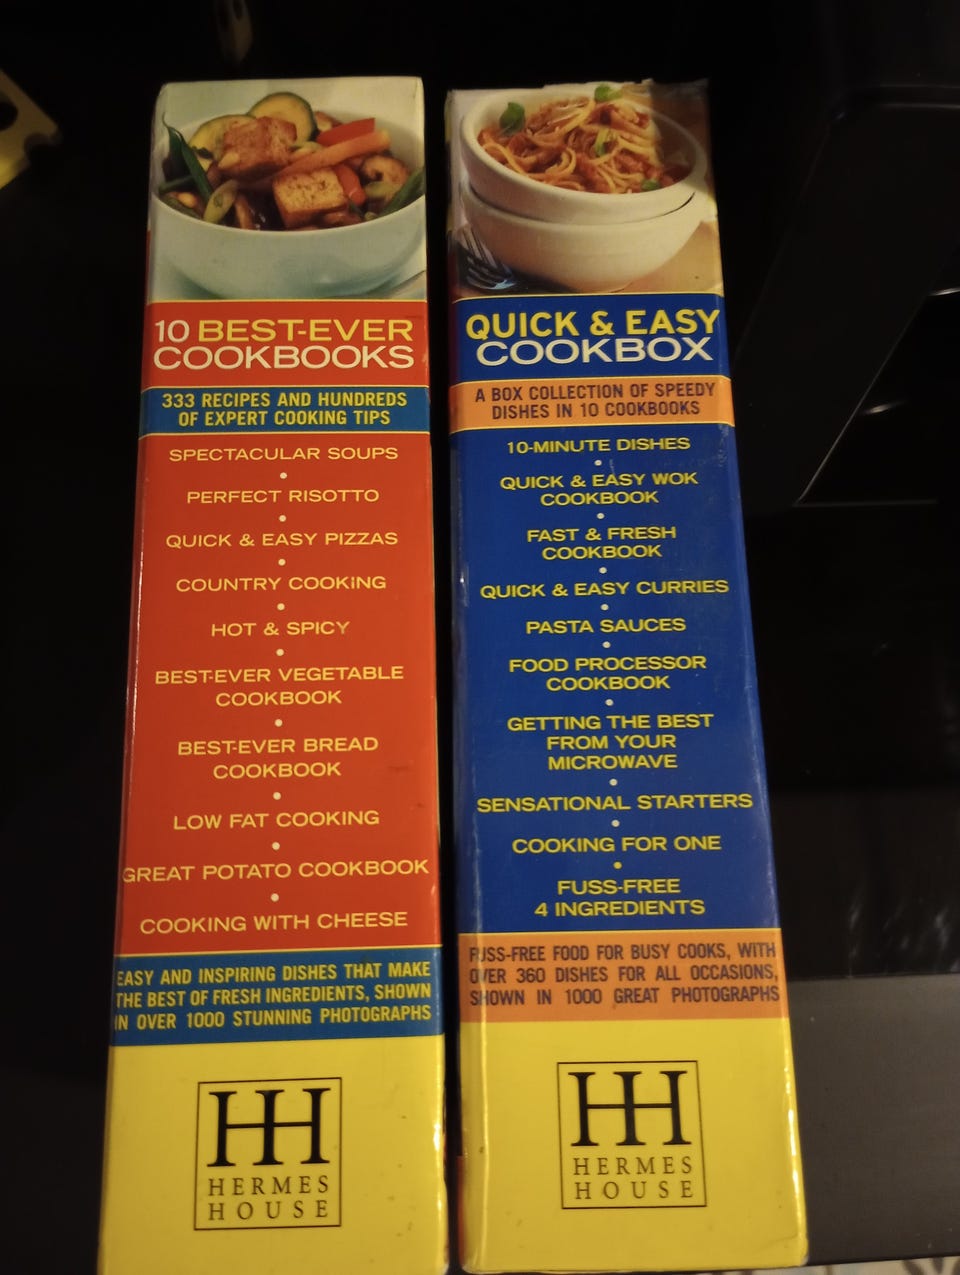 10 BEST-EVER
COOKBOOKS
333 RECIPES AND HUNDREDS
OF EXPERT COOKING TIPS
SPECTACULAR SOUPS
PERFECT RISOTTO
QUICK & EASY PIZZAS
COUNTRY COOKING
HOT & SPICY
BEST-EVER VEGETABLE
COOKBOOK
BEST-EVER BREAD
COOKBOOK
LOW FAT COOKING
GREAT POTATO COOKBOOK
COOKING WITH CHEESE
EASY AND INSPIRING DISHES THAT MAKE
THE BEST OF FRESH INGREDIENTS, SHOWN
IN OVER 1000 STUNNING PHOTOGRAPHS
HH
HERMES
HOUSE
QUICK & EASY
COOKBOX
A BOX COLLECTION OF SPEEDY
DISHES IN 10 COOKBOOKS
10-MINUTE DISHES
QUICK & EASY WOK
COOKBOOK
FAST & FRESH
COOKBOOK
QUICK & EASY CURRIES
PASTA SAUCES
FOOD PROCESSOR
COOKBOOK
GETTING THE BEST
FROM YOUR
MICROWAVE
SENSATIONAL STARTERS
COOKING FOR ONE
FUSS-FREE
4 INGREDIENTS
FUSS-FREE FOOD FOR BUSY COOKS, WITH
OVER 360 DISHES FOR ALL OCCASIONS,
SHOWN IN 1000 GREAT PHOTOGRAPHS
HH
HERMES
HOUSE